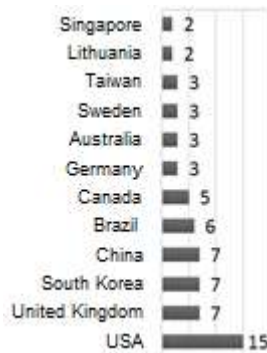 Singapore 2
Lithuania 2
Taiwan 3
Sweden 3
Australia 3
Germany 3
Canada 5
Brazil 6
China 7
South Korea 7
United Kingdom 7
USA 15